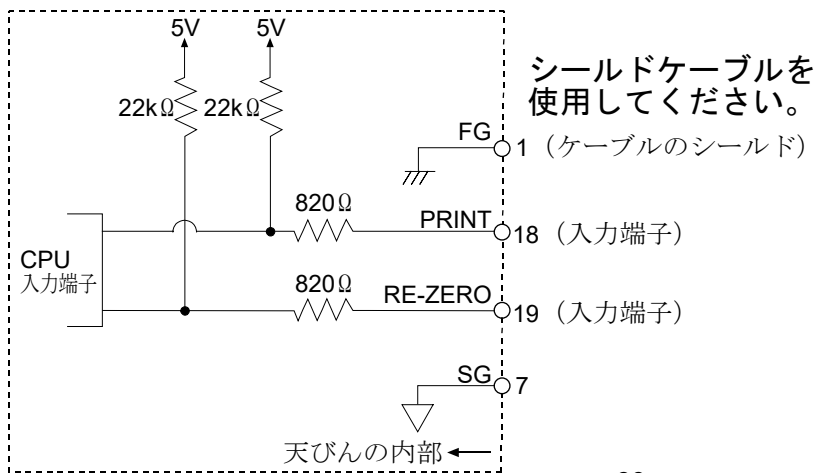 5V 5V
シールドケーブルを
使用してください。
22kΩ 22kΩ
FG 1（ケーブルのシールド）
820Ω
PRINT 18（入力端子）
CPU
入力端子
820Ω
RE-ZERO 19（入力端子）
SG 7
天びんの内部